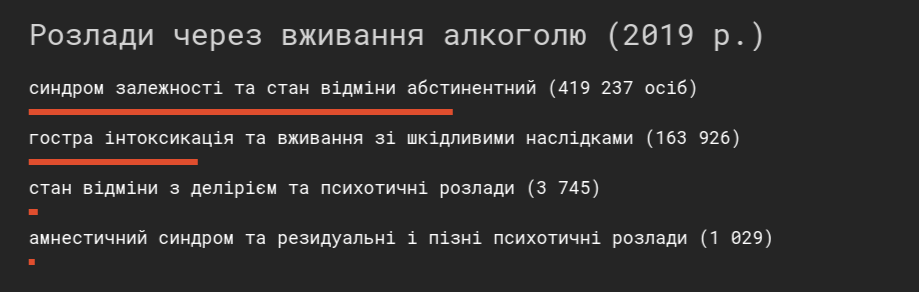 Розлади через вживання алкоголю (2019 р.)
синдром залежності та стан відміни абстинентний (419 237 осіб)
гостра інтоксикація та вживання зі шкідливими наслідками (163 926)
стан відміни з делірієм та психотичні розлади (3 745)
амнестичний синдром та резидуальні і пізні психотичні розлади (1 029)